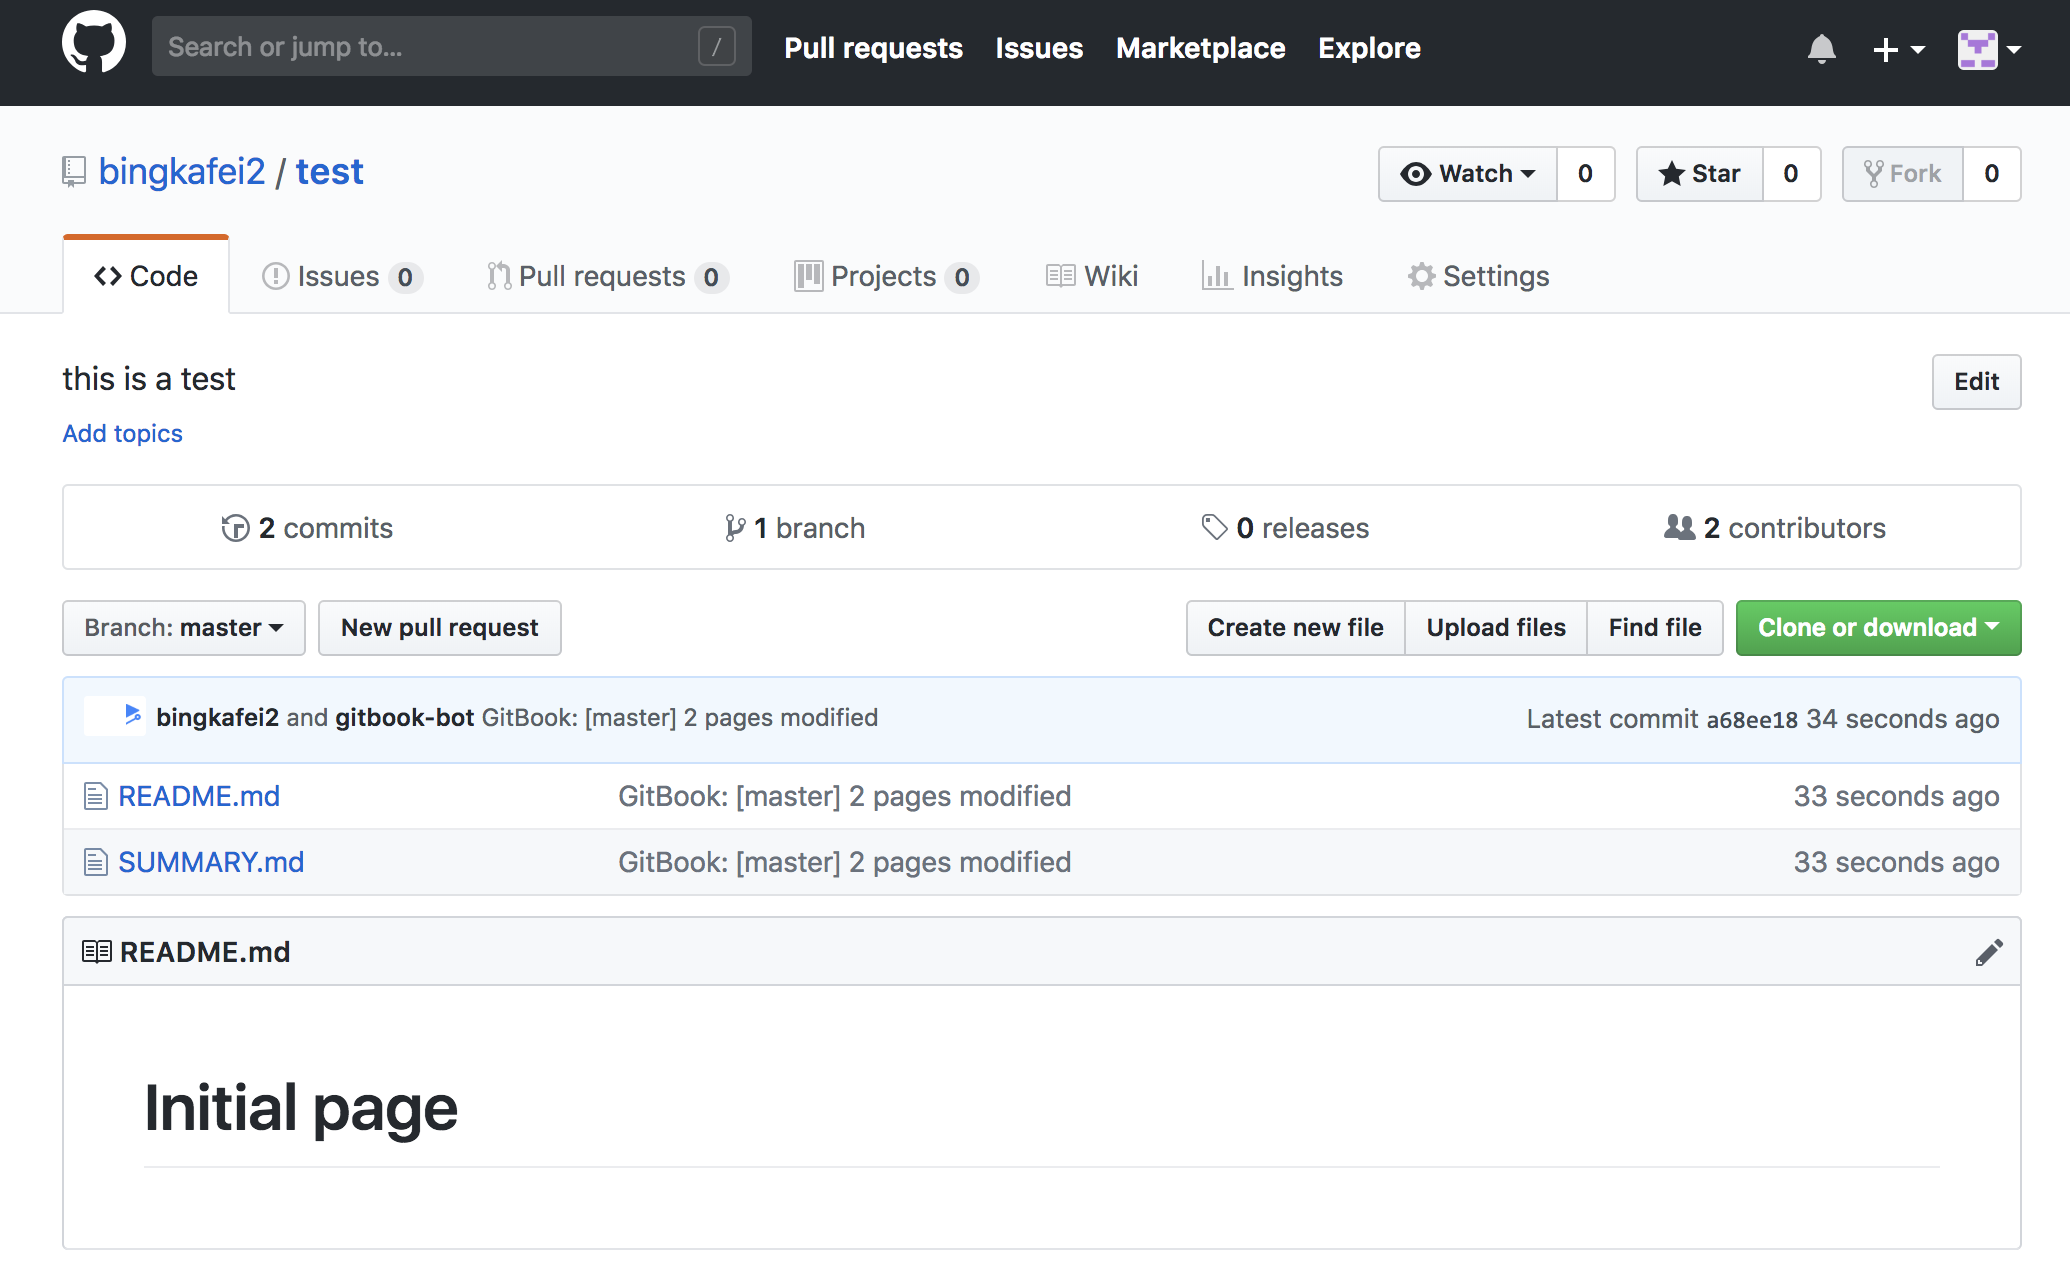 Search or jump to... /
Pull requests Issues Marketplace Explore
bingkafei2 / test
Watch 0 Star 0 Fork 0
Code Issues 0 Pull requests 0 Projects 0 Wiki Insights Settings
this is a test
Edit
Add topics
2 commits 1 branch 0 releases 2 contributors
Branch: master New pull request Create new file Upload files Find file Clone or download
bingkafei2 and gitbook-bot GitBook: [master] 2 pages modified Latest commit a68ee18 34 seconds ago
README.md GitBook: [master] 2 pages modified 33 seconds ago
SUMMARY.md GitBook: [master] 2 pages modified 33 seconds ago
README.md
Initial page